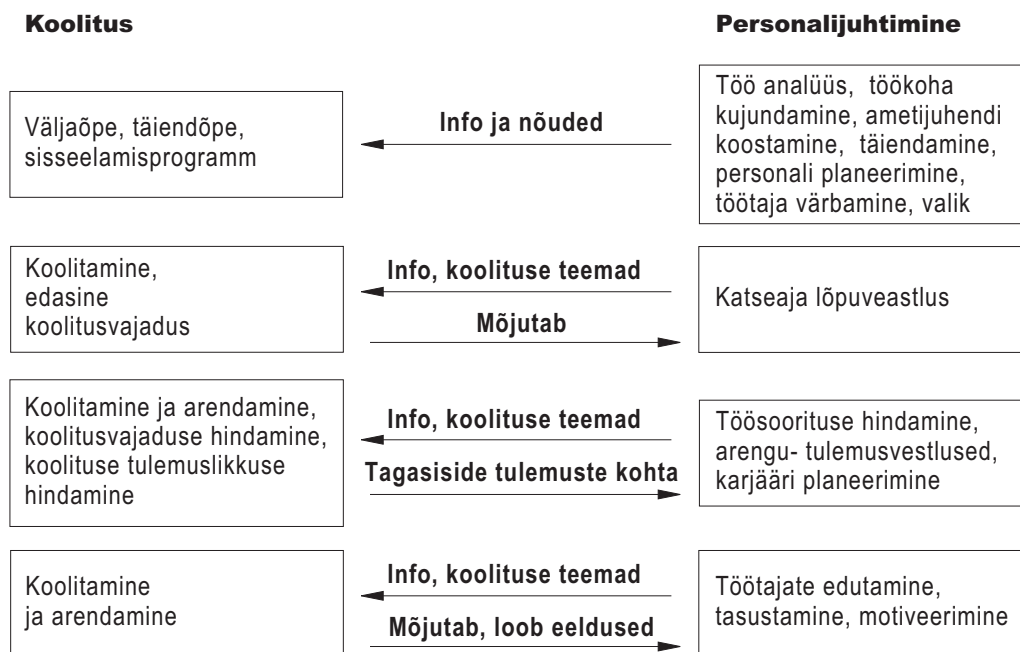 Koolitus
Personalijuhtimine
Väljaõpe, täiendõpe,
sisseelamisprogramm
Info ja nõuded
Töö analüüs, töökoha
kujundamine, ametijuhendi
koostamine, täiendamine,
personali planeerimine,
töötaja värbamine, valik
Koolitamine,
edasine
koolitusvajadus
Info, koolituse teemad
Mõjutab
Katseaja lõpuveastlus
Koolitamine ja arendamine,
koolitusvajaduse hindamine,
koolituse tulemuslikkuse
hindamine
Info, koolituse teemad
Tagasiside tulemuste kohta
Töösoorituse hindamine,
arengu- tulemusvestlused,
karjääri planeerimine
Koolitamine
ja arendamine
Info, koolituse teemad
Mõjutab, loob eeldused
Töötajate edutamine,
tasustamine, motiveerimine